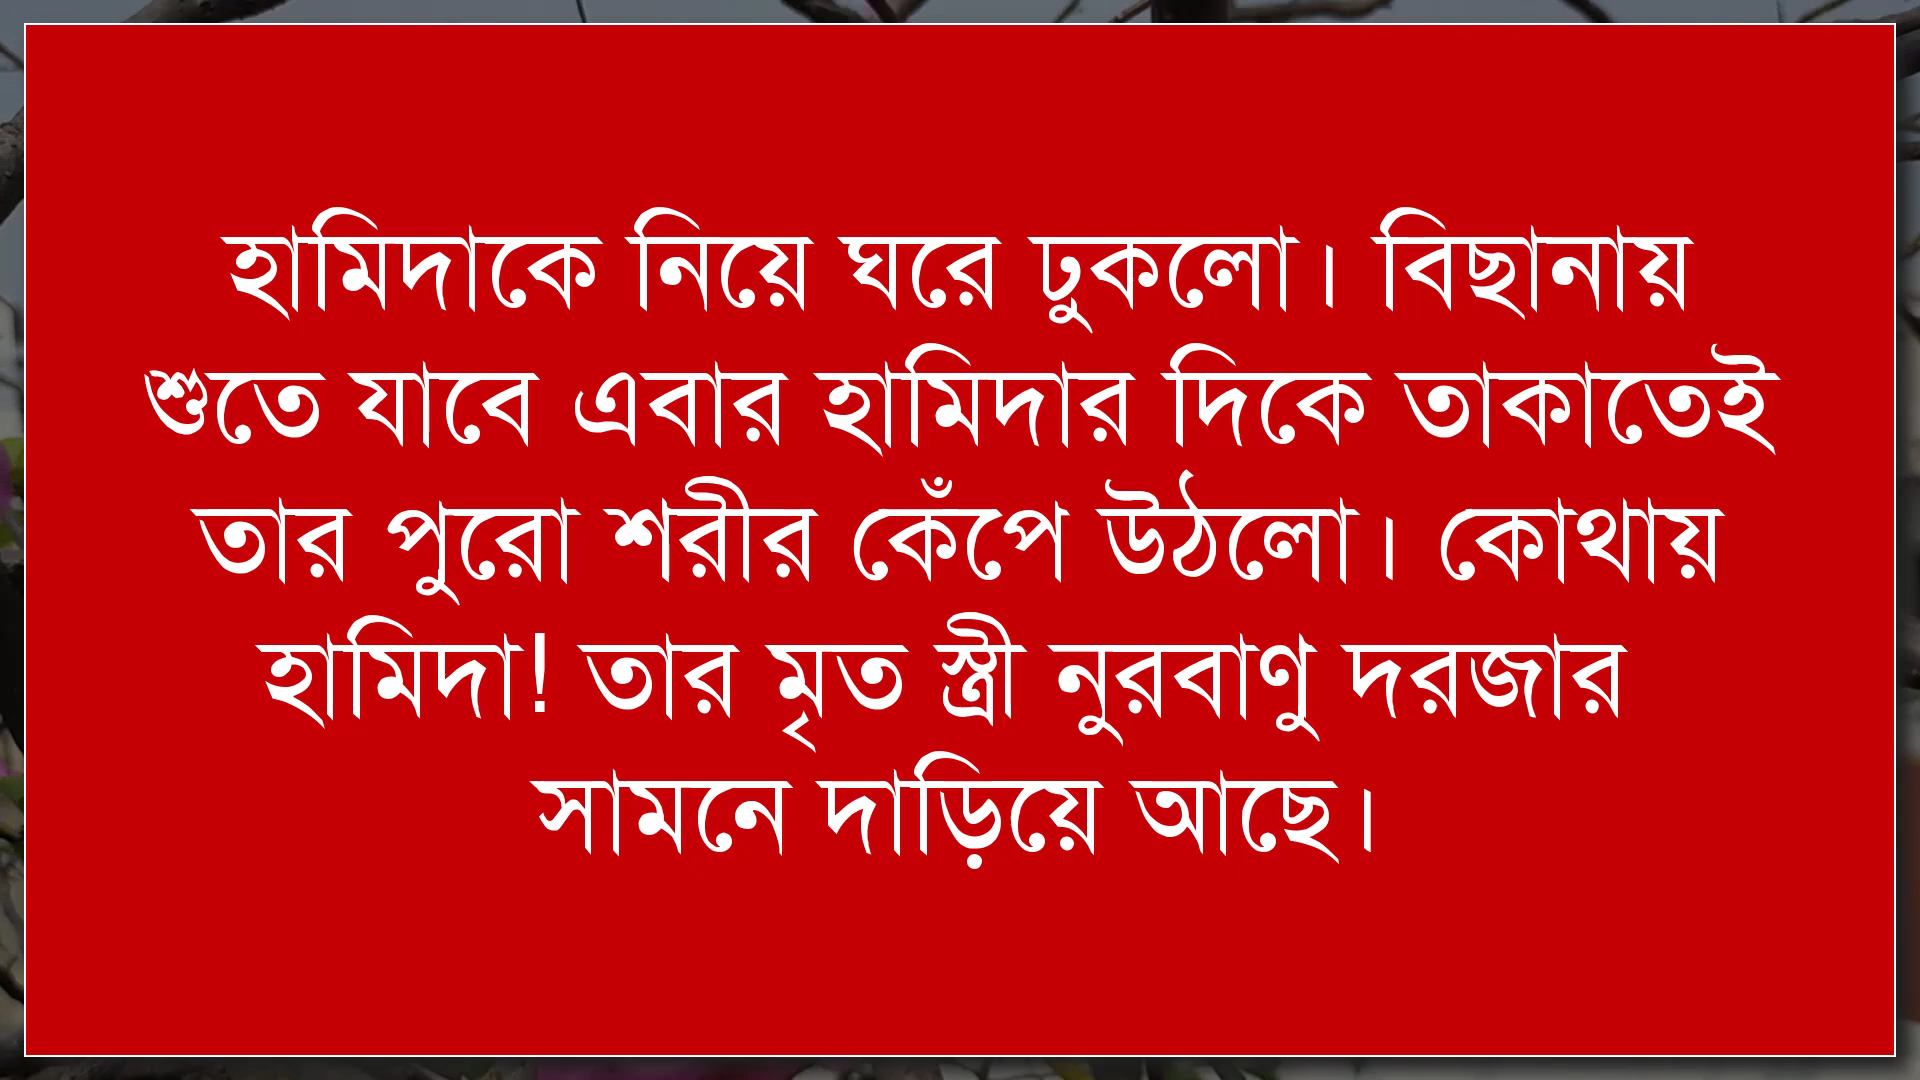 হামিদাকে নিয়ে ঘরে ঢুকলো। বিছানায়
শুতে যাবে এবার হামিদার দিকে তাকাতেই
তার পুরো শরীর কেঁপে উঠলো। কোথায়
হামিদা! তার মৃত স্ত্রী নুরবাণু দরজার
সামনে দাড়িয়ে আছে।